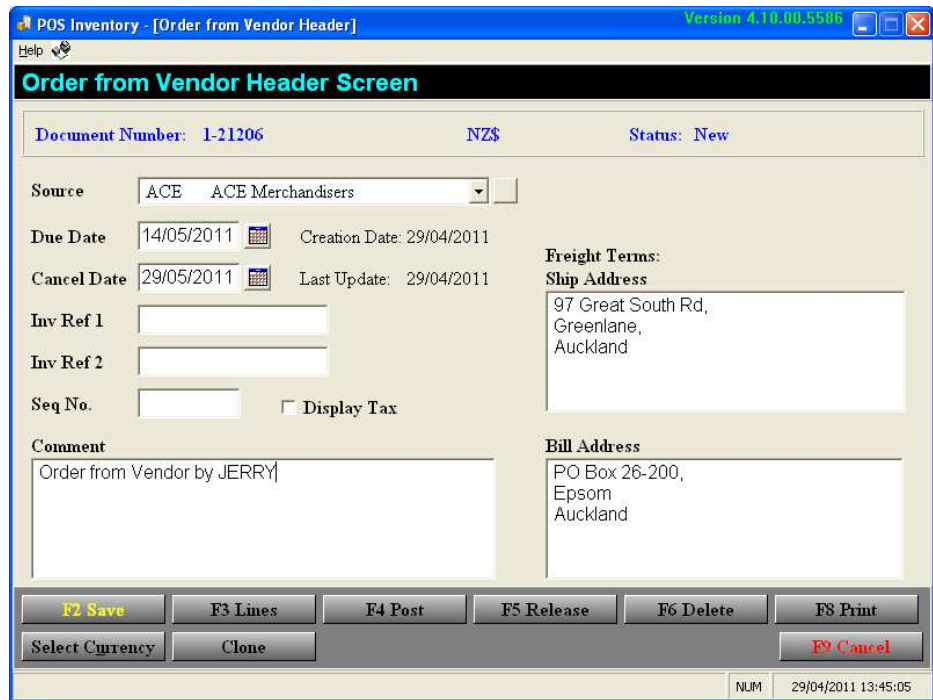 POS Inventory - [Order from Vendor Header]
Version 4.10.00.5586
Help
Order from Vendor Header Screen
Document Number: 1-21206 NZ$ Status: New
Source ACE ACE Merchandisers
Due Date 14/05/2011 Creation Date: 29/04/2011
Cancel Date 29/05/2011 Last Update: 29/04/2011
Inv Ref 1
Inv Ref 2
Seq No. Display Tax
Freight Terms:
Ship Address
97 Great South Rd,
Greenlane,
Auckland
Comment
Order from Vendor by JERRY
Bill Address
PO Box 26-200,
Epsom
Auckland
F2 Save F3 Lines F4 Post F5 Release F6 Delete F8 Print
Select Currency Clone F9 Cancel
NUM 29/04/2011 13:45:05